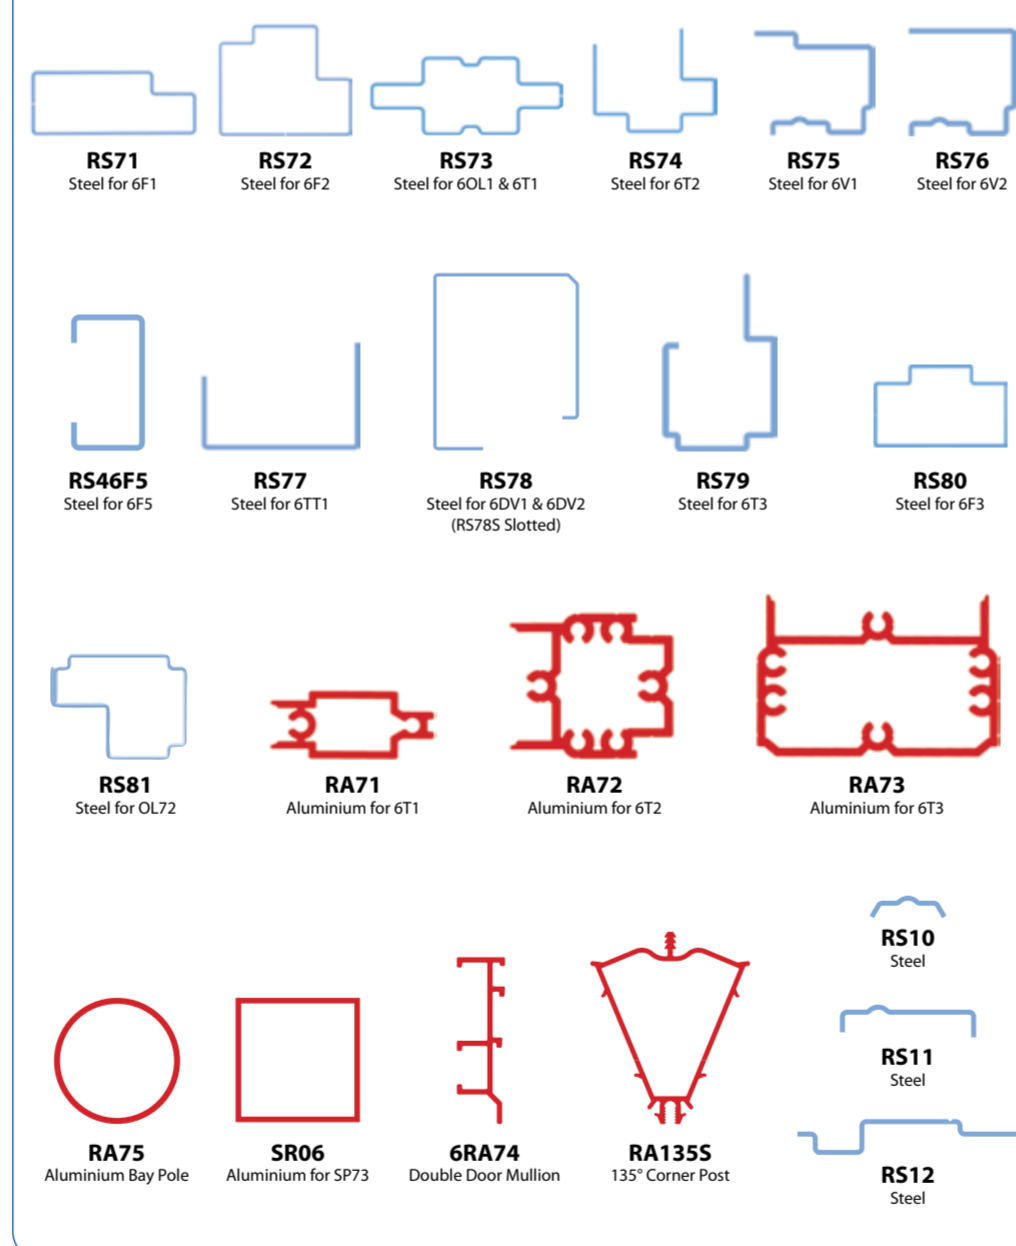 RS71
Steel for 6F1
RS72
Steel for 6F2
RS73
Steel for 6OL1 & 6T1
RS74
Steel for 6T2
RS75
Steel for 6V1
RS76
Steel for 6V2
RS46F5
Steel for 6F5
RS77
Steel for 6TT1
RS78
Steel for 6DV1 & 6DV2
(RS78S Slotted)
RS79
Steel for 6T3
RS80
Steel for 6F3
RS81
Steel for OL72
RA71
Aluminium for 6T1
RA72
Aluminium for 6T2
RA73
Aluminium for 6T3
RS10
Steel
RS11
Steel
RA75
Aluminium Bay Pole
SR06
Aluminium for SP73
6RA74
Double Door Mullion
RA135S
135° Corner Post
RS12
Steel